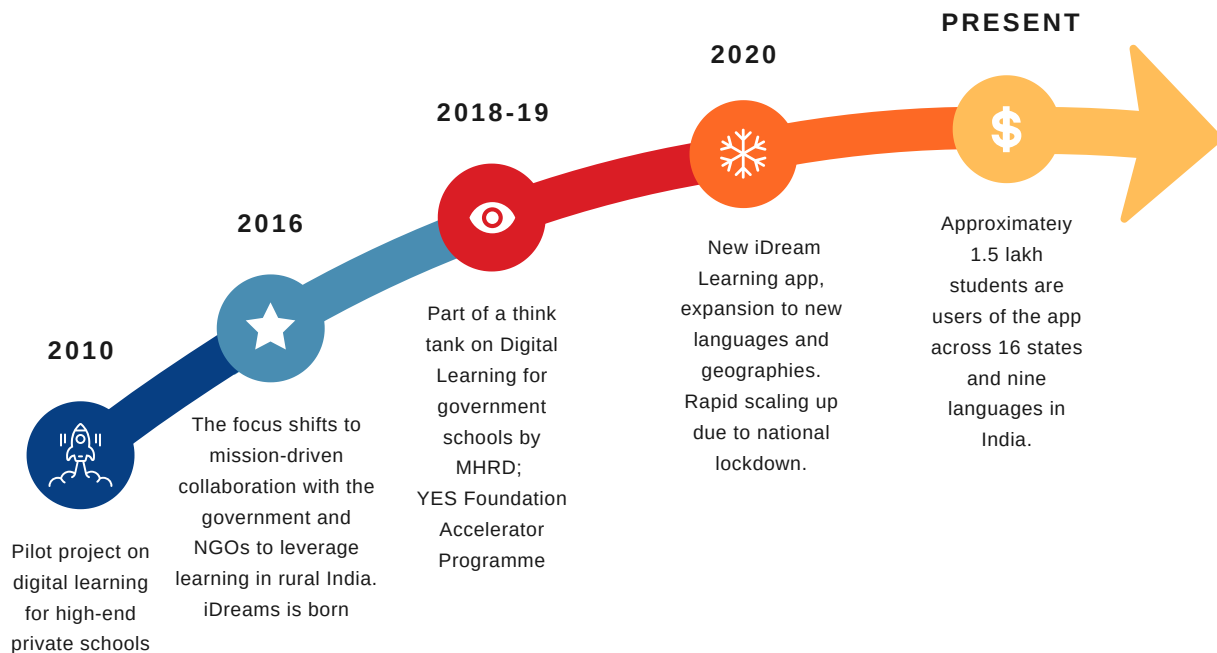 2010
Pilot project on
digital learning
for high-end
private schools
2016
The focus shifts to
mission-driven
collaboration with the
government and
NGOs to leverage
learning in rural India.
iDreams is born
2018-19
Part of a think
tank on Digital
Learning for
government
schools by
MHRD;
YES Foundation
Accelerator
Programme
2020
New iDream
Learning app,
expansion to new
languages and
geographies.
Rapid scaling up
due to national
lockdown.
PRESENT
$
Approximately
1.5 lakh
students are
users of the app
across 16 states
and nine
languages in
India.